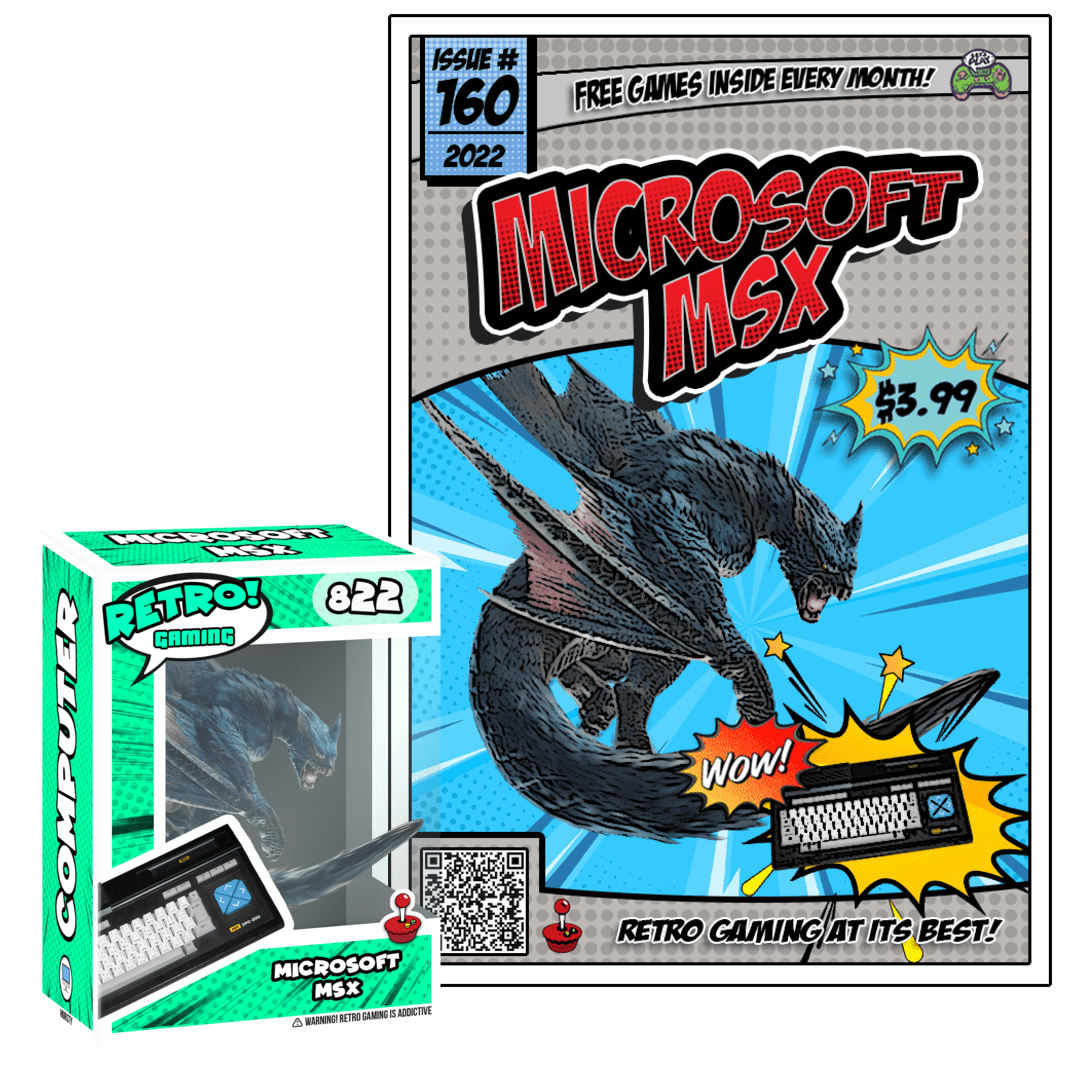 ISSUE #
160
2022
FREE GAMES INSIDE EVERY MONTH!
PLAY
MICROSOFT
MSX
$3.99
WOW!
RETRO GAMING AT ITS BEST!
MICROSOFT
MSX
RETRO!
GAMING
822
COMPUTER
MICROSOFT
MSX
WARNING! RETRO GAMING IS ADDICTIVE